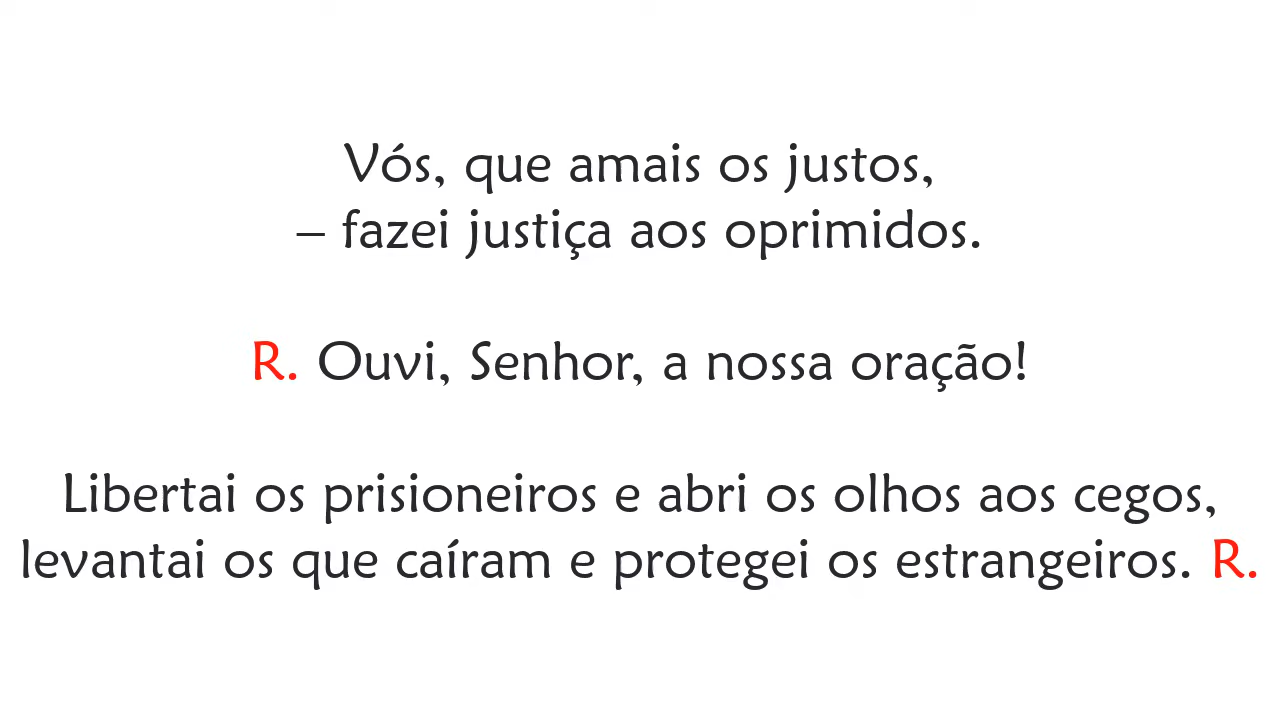 Vós, que amais os justos,
– fazei justiça aos oprimidos.
R. Ouvi, Senhor, a nossa oração!
Libertai os prisioneiros e abri os olhos aos cegos,
levantai os que caíram e protegei os estrangeiros. R.